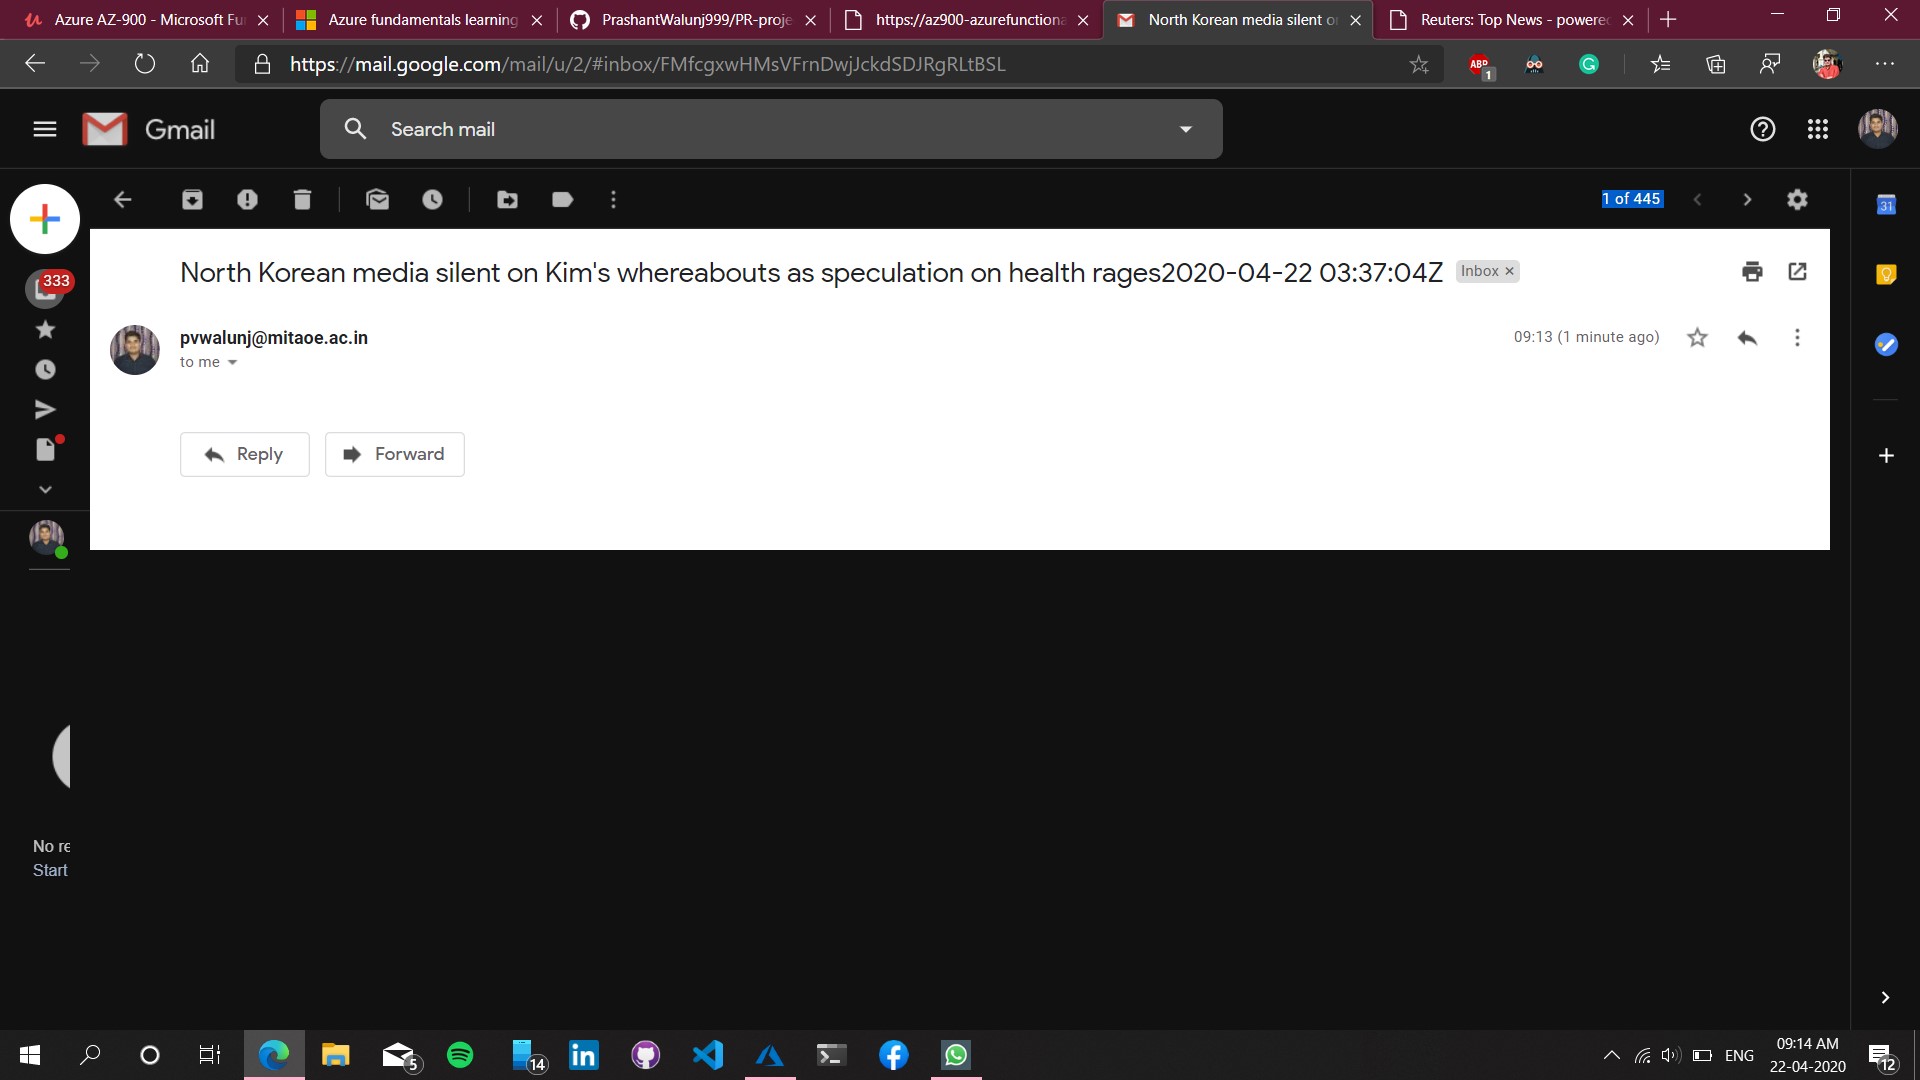 Azure AZ-900 - Microsoft Fu
Azure fundamentals learning
PrashantWalunj999/PR-proje
https://az900-azurefunctiona
North Korean media silent o
Reuters: Top News - powere
https://mail.google.com/mail/u/2/#inbox/FMfcgxwHMsVFrnDwjJckdSDJRgRLtBSL
ABP
1
Gmail
Search mail
1 of 445
31
333
North Korean media silent on Kim's whereabouts as speculation on health rages2020-04-22 03:37:04Z
Inbox ×
pvwalunj@mitaoe.ac.in
09:13 (1 minute ago)
to me
Reply
Forward
No re
Start
5
14
ENG
09:14 AM
22-04-2020
12